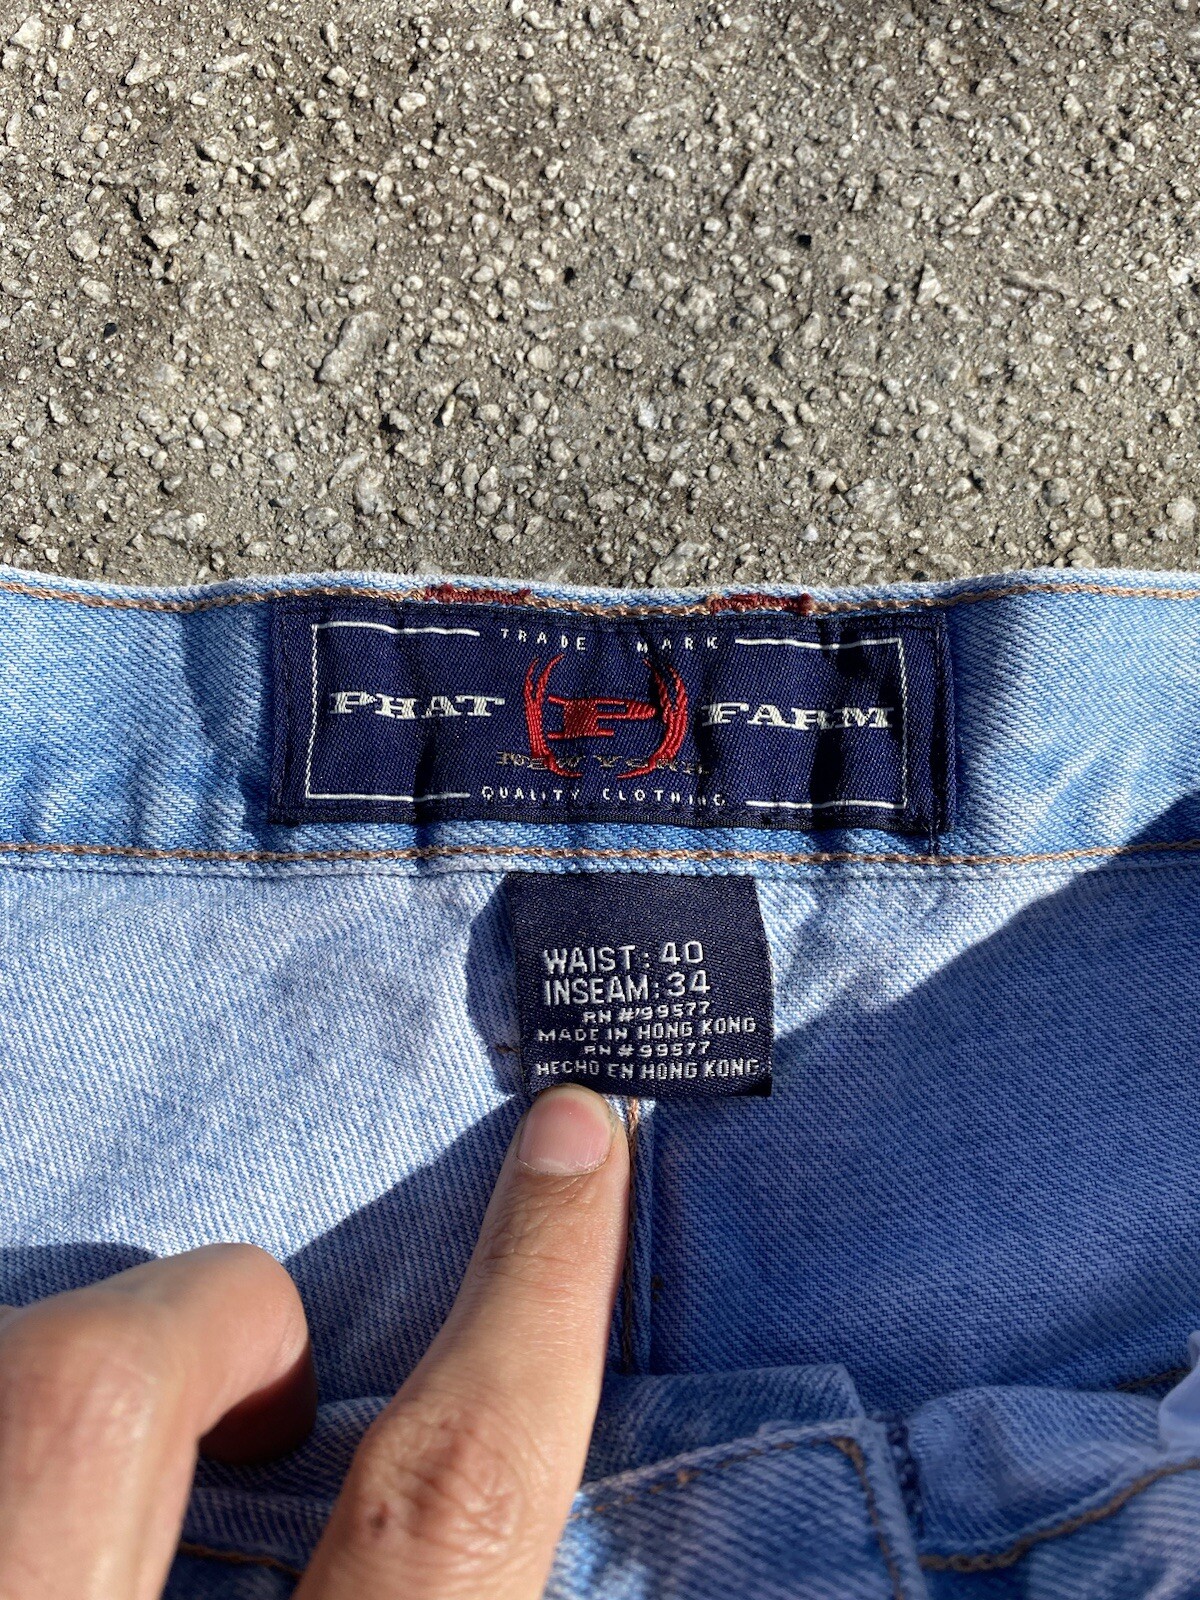 TRADE MARK
PHAT P FARM
NEW YORK
QUALITY CLOTHING
WAIST: 40
INSEAM: 34
RN #99577
MADE IN HONG KONG
RN #99577
HECHO EN HONG KONG